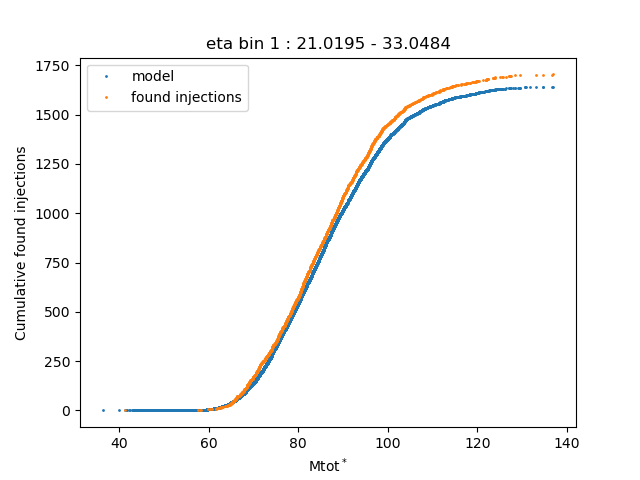 eta bin 1 : 21.0195 - 33.0484
model
found injections
Cumulative found injections
1750
1500
1250
1000
750
500
250
0
40 60 80 100 120 140
Mtot*